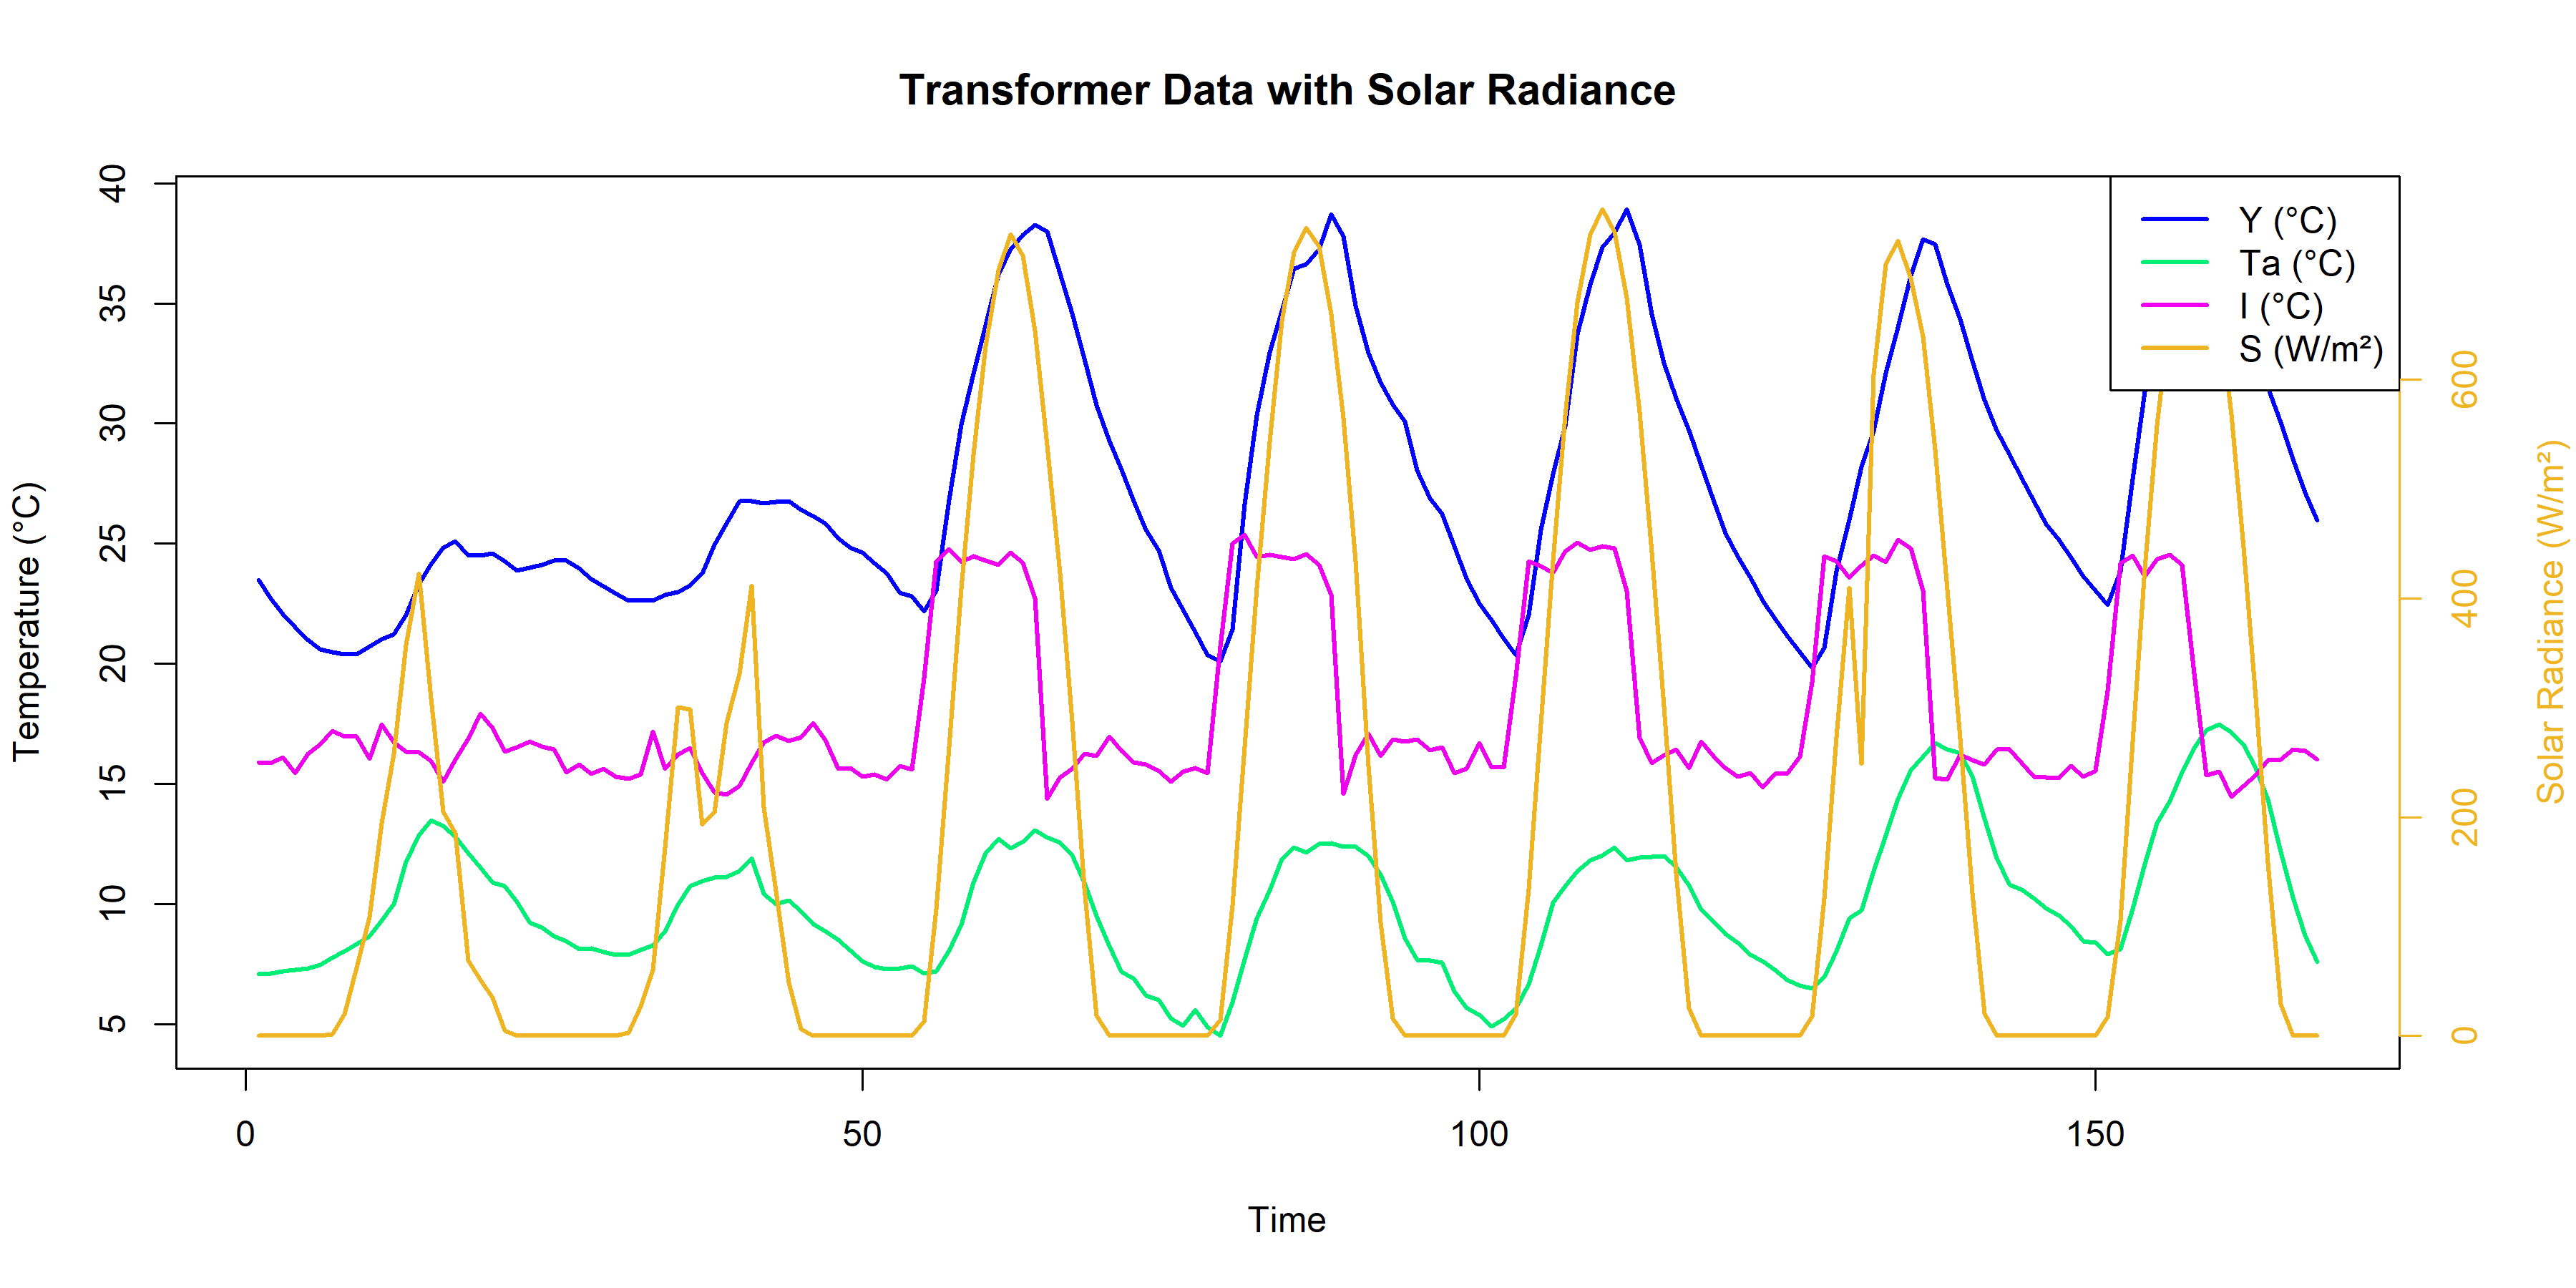 Transformer Data with Solar Radiance
40
35
30
25
20
15
10
5
Temperature (°C)
Y (°C)
Ta (°C)
I (°C)
S (W/m²)
600
400
200
0
Solar Radiance (W/m²)
0 50 100 150
Time